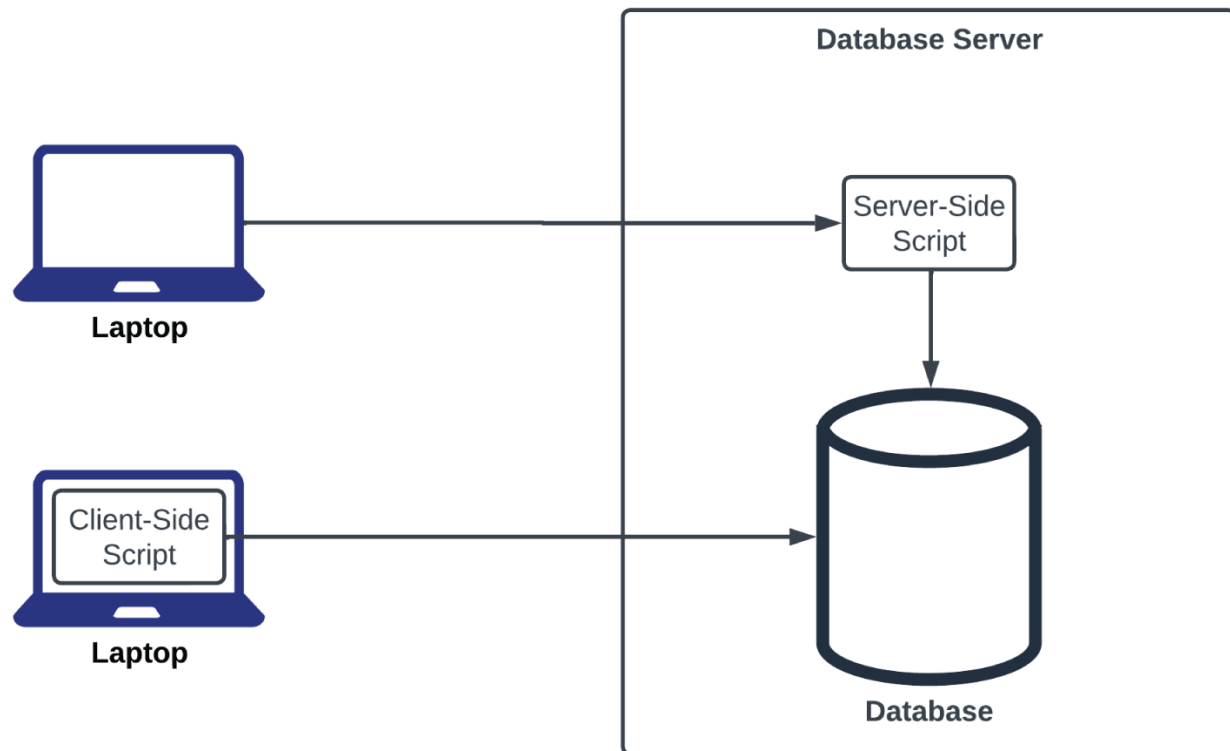 Database Server
Server-Side
Script
Laptop
Client-Side
Script
Laptop
Database